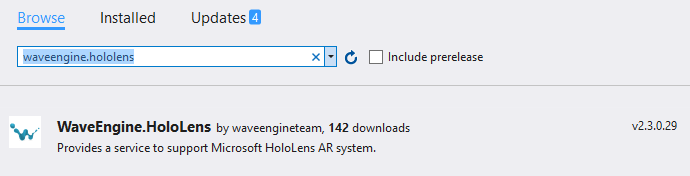 Browse Installed Updates 4
waveengine.hololens Include prerelease
WaveEngine.HoloLens by waveengineteam, 142 downloads v2.3.0.29
Provides a service to support Microsoft HoloLens AR system.